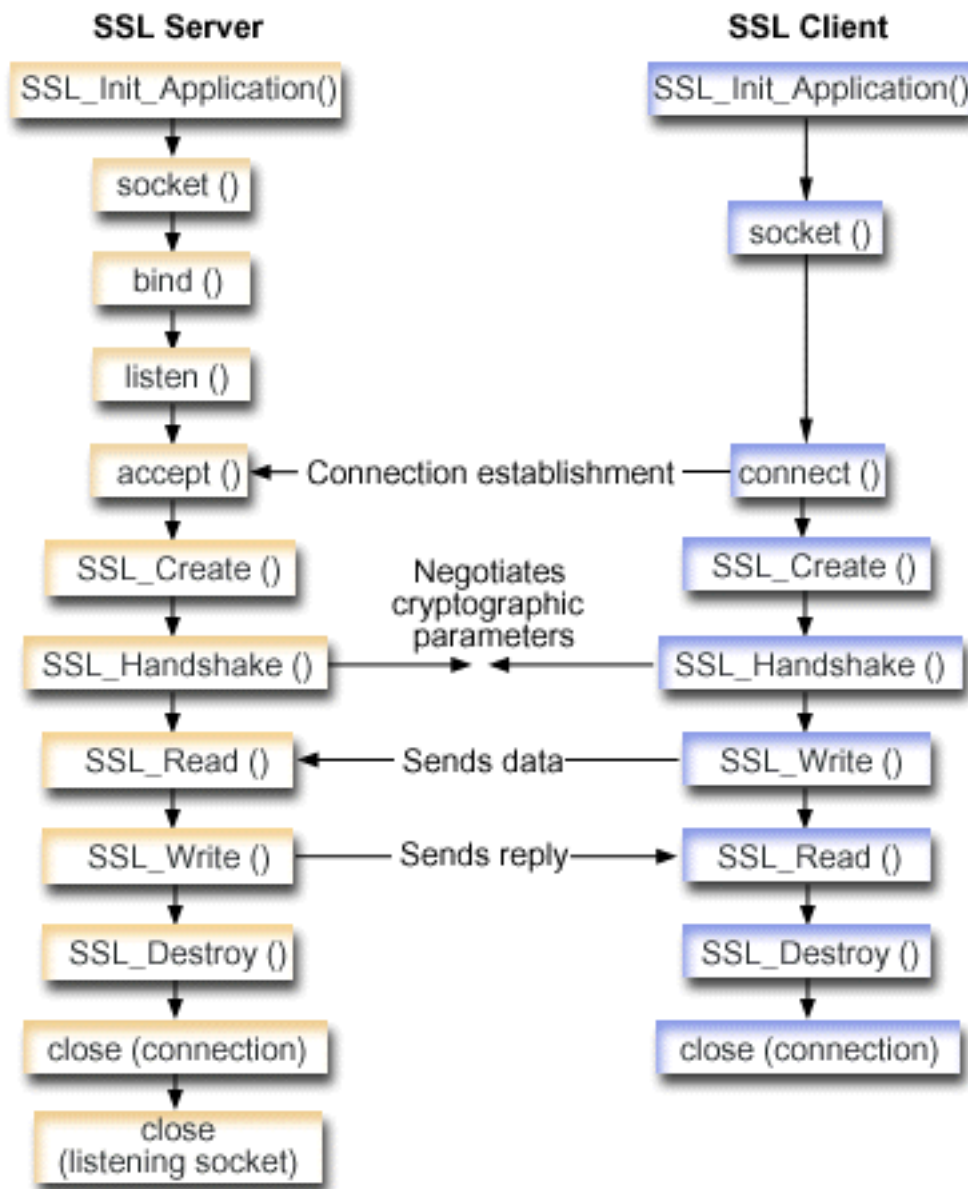 SSL Server
SSL Client
SSL_Init_Application()
SSL_Init_Application()
socket ()
socket ()
bind ()
listen ()
accept ()
Connection establishment
connect ()
SSL_Create ()
Negotiates
cryptographic
parameters
SSL_Create ()
SSL_Handshake ()
SSL_Handshake ()
SSL_Read ()
Sends data
SSL_Write ()
SSL_Write ()
Sends reply
SSL_Read ()
SSL_Destroy ()
SSL_Destroy ()
close (connection)
close (connection)
close
(listening socket)